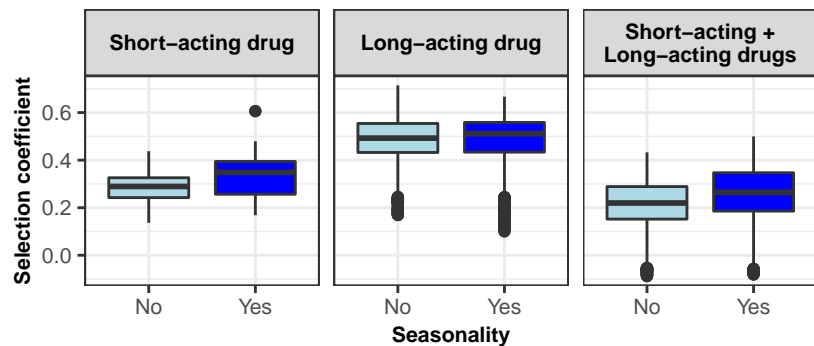 Short−acting drug
Long−acting drug
Short−acting +
Long−acting drugs
Selection coefficient
0.6
0.4
0.2
0.0
No
Yes
No
Yes
No
Yes
Seasonality